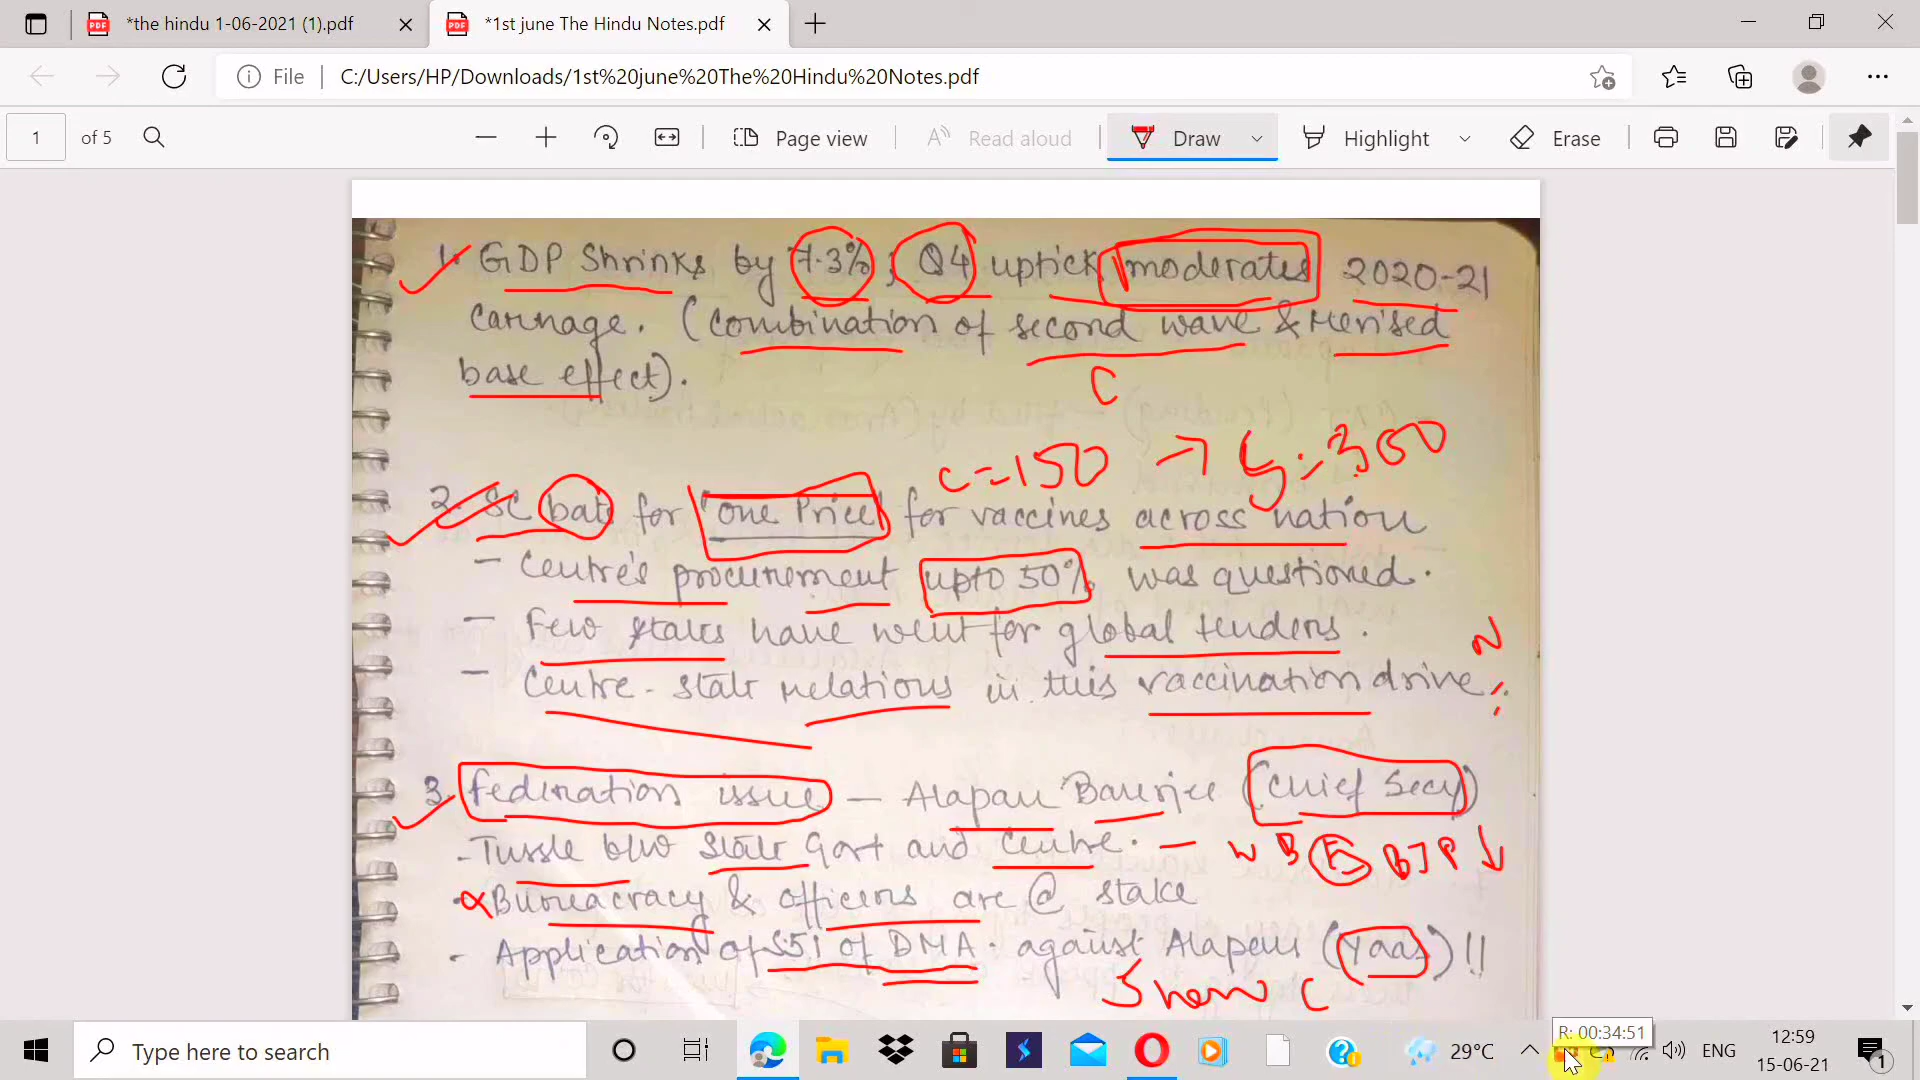 *the hindu 1-06-2021 (1).pdf
*1st june The Hindu Notes.pdf
File
C:/Users/HP/Downloads/1st%20june%20The%20Hindu%20Notes.pdf
1 of 5
Page view
Read aloud
Draw
Highlight
Erase
1. GDP Shrinks by 7.3% ; Q4 uptick moderates 2020-21
carnage. (combination of second wave & revised
base effect).
C
C=150 → S:-300
2. SC bats for "one Price" for vaccines across nation
- Centre's procurement upto 50% was questioned.
- Few states have went for global tenders.
N
- Centre-state relations in this vaccination drive.
3. Federation issue — Alapan Banerjee (Chief Secy)
- Tussle b/w State Govt and Centre. — W B BJP ↓
- Bureacracy & officers are @ stake
- Application of S.51 of DMA. against Alapan (Yaas) !!
Show C
R: 00:34:51
Type here to search
29°C
ENG
12:59
15-06-21
1